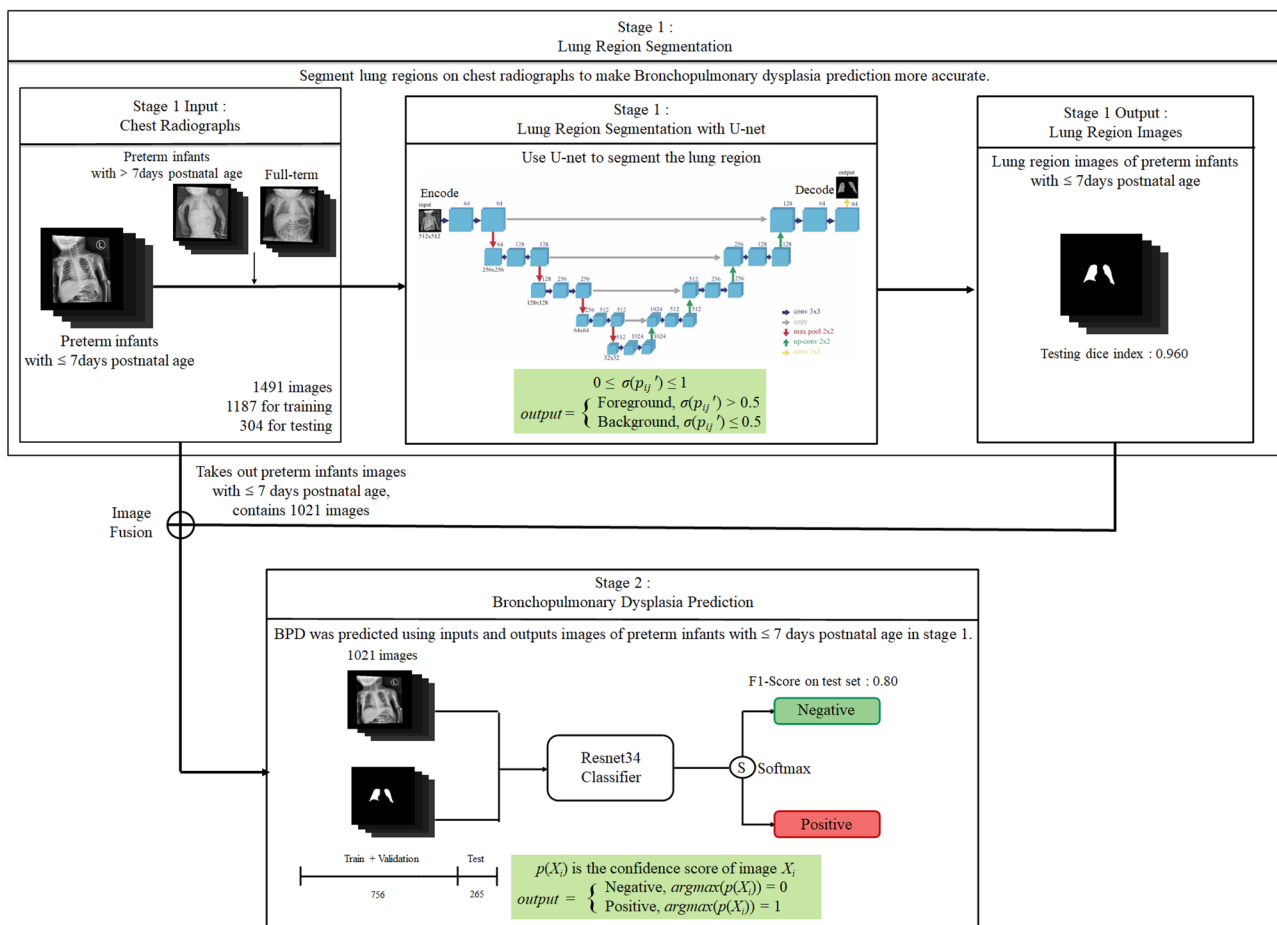 Stage 1 :
Lung Region Segmentation
Segment lung regions on chest radiographs to make Bronchopulmonary dysplasia prediction more accurate.
Stage 1 Input :
Chest Radiographs
Preterm infants
with > 7days postnatal age
Full-term
L
Preterm infants
with ≤ 7days postnatal age
1491 images
1187 for training
304 for testing
Stage 1 :
Lung Region Segmentation with U-net
Use U-net to segment the lung region
Encode
input
512x512
64 64
64 128 128
256x256
128 256 256
128x128
256 512 512
64x64
512 1024 1024
32x32
1024 512 512
512 256 256
256 128 128
128 64 64
Decode
output
conv 3x3
copy
max pool 2x2
up-conv 2x2
conv 1x1
0 ≤ σ(pij′) ≤ 1
output = { Foreground, σ(pij′) > 0.5
Background, σ(pij′) ≤ 0.5
Stage 1 Output :
Lung Region Images
Lung region images of preterm infants
with ≤ 7days postnatal age
Testing dice index : 0.960
Takes out preterm infants images
with ≤ 7 days postnatal age,
contains 1021 images
Image
Fusion
Stage 2 :
Bronchopulmonary Dysplasia Prediction
BPD was predicted using inputs and outputs images of preterm infants with ≤ 7 days postnatal age in stage 1.
1021 images
L
Resnet34
Classifier
S Softmax
F1-Score on test set : 0.80
Negative
Positive
Train + Validation Test
756 265
p(Xi) is the confidence score of image Xi
output = { Negative, argmax(p(Xi)) = 0
Positive, argmax(p(Xi)) = 1